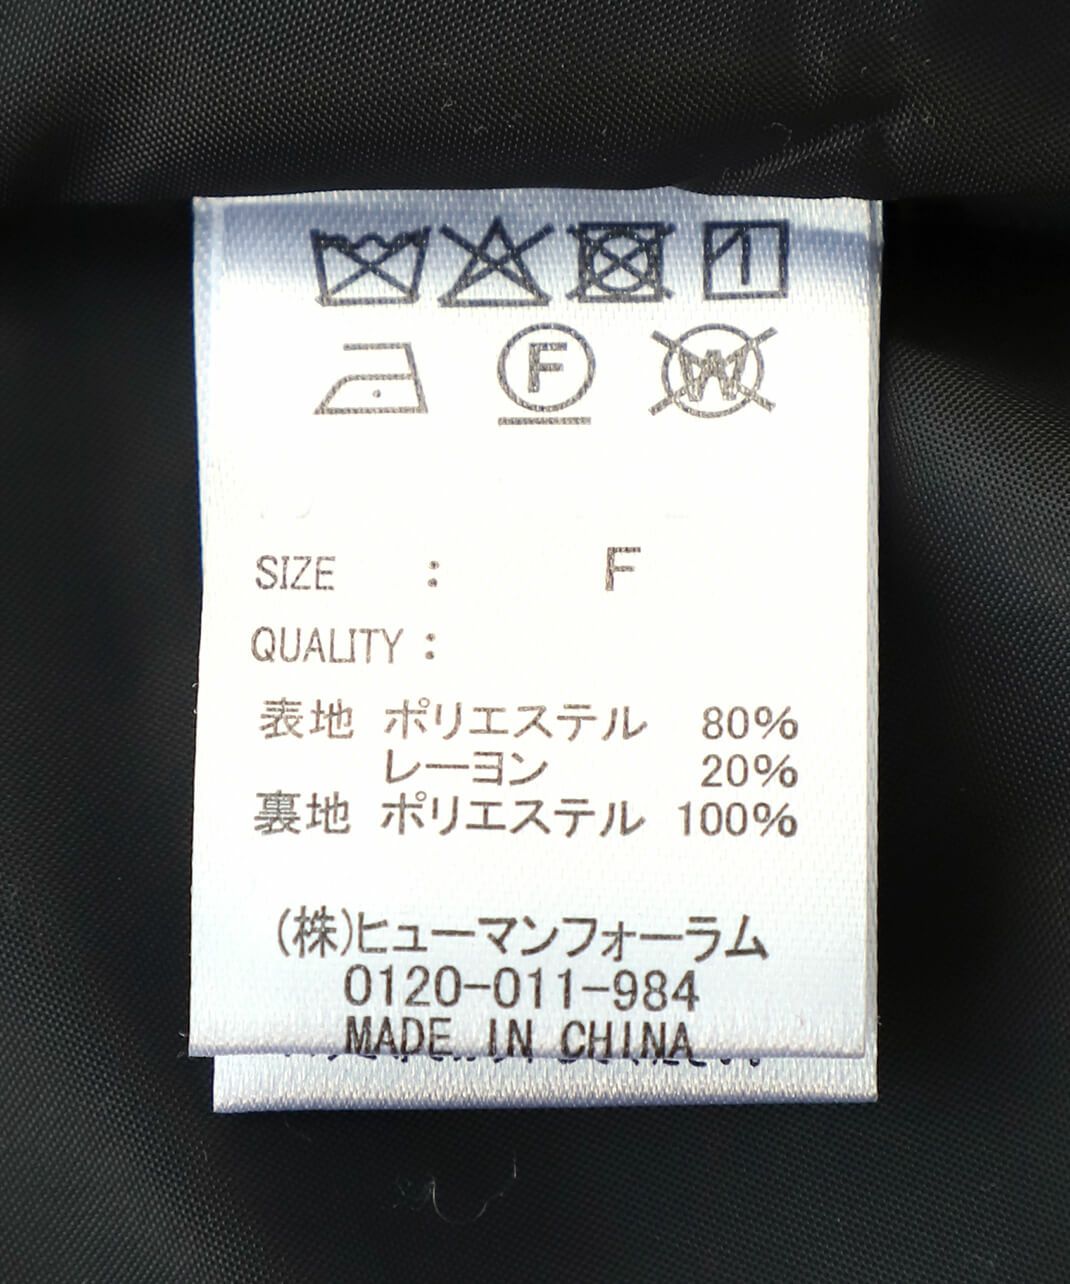 F
W
SIZE : F
QUALITY :
表地 ポリエステル 80%
レーヨン 20%
裏地 ポリエステル 100%
(株)ヒューマンフォーラム
0120-011-984
MADE IN CHINA